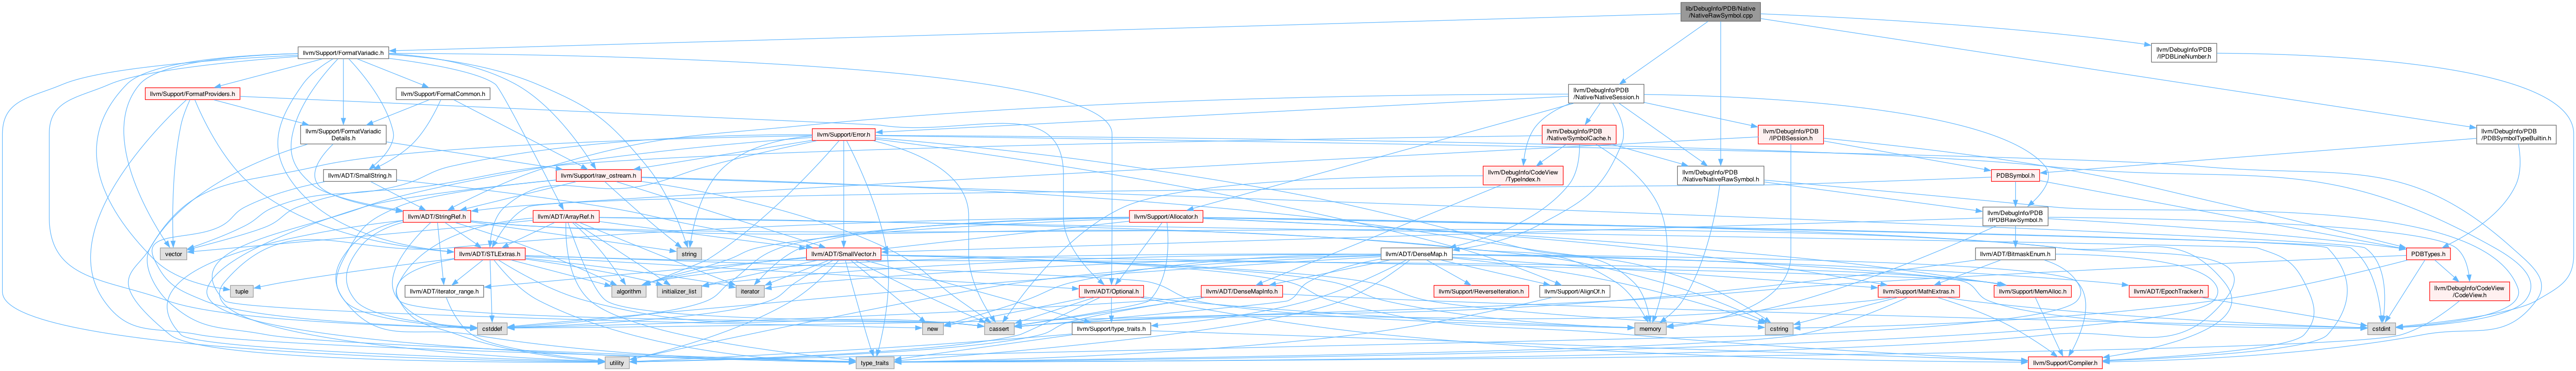 lib/DebugInfo/PDB/Native
/NativeRawSymbol.cpp
llvm/Support/FormatVariadic.h
llvm/DebugInfo/PDB
/IPDBLineNumber.h
llvm/Support/FormatProviders.h
llvm/Support/FormatCommon.h
llvm/DebugInfo/PDB
/Native/NativeSession.h
llvm/Support/FormatVariadic
Details.h
llvm/Support/Error.h
llvm/DebugInfo/PDB
/Native/SymbolCache.h
llvm/DebugInfo/PDB
/IPDBSession.h
llvm/DebugInfo/PDB
/PDBSymbolTypeBuiltin.h
llvm/ADT/SmallString.h
llvm/Support/raw_ostream.h
llvm/DebugInfo/CodeView
/TypeIndex.h
llvm/DebugInfo/PDB
/Native/NativeRawSymbol.h
PDBSymbol.h
llvm/ADT/StringRef.h
llvm/ADT/ArrayRef.h
llvm/Support/Allocator.h
llvm/DebugInfo/PDB
/IPDBRawSymbol.h
vector
llvm/ADT/STLExtras.h
string
llvm/ADT/SmallVector.h
llvm/ADT/DenseMap.h
llvm/ADT/BitmaskEnum.h
PDBTypes.h
tuple
llvm/ADT/iterator_range.h
algorithm
initializer_list
iterator
llvm/ADT/Optional.h
llvm/ADT/DenseMapInfo.h
llvm/Support/ReverseIteration.h
llvm/Support/AlignOf.h
llvm/Support/MathExtras.h
llvm/Support/MemAlloc.h
llvm/ADT/EpochTracker.h
llvm/DebugInfo/CodeView
/CodeView.h
cstddef
new
cassert
llvm/Support/type_traits.h
memory
cstring
cstdint
utility
type_traits
llvm/Support/Compiler.h